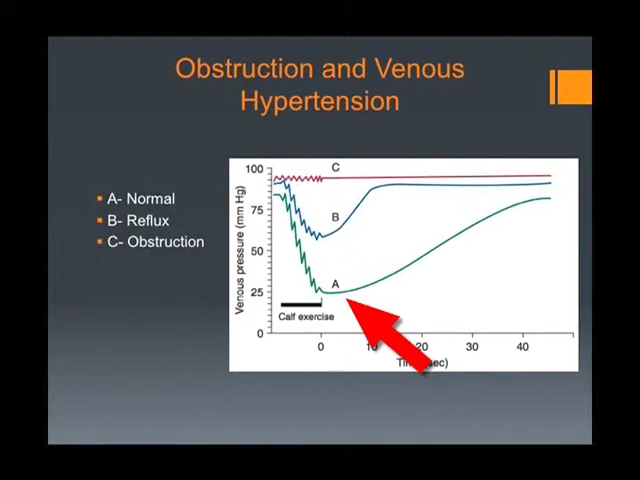 Obstruction and Venous
Hypertension
A- Normal
B- Reflux
C- Obstruction
Venous pressure (mm Hg)
100
75
50
25
0
C
B
A
Calf exercise
0
20
30
40